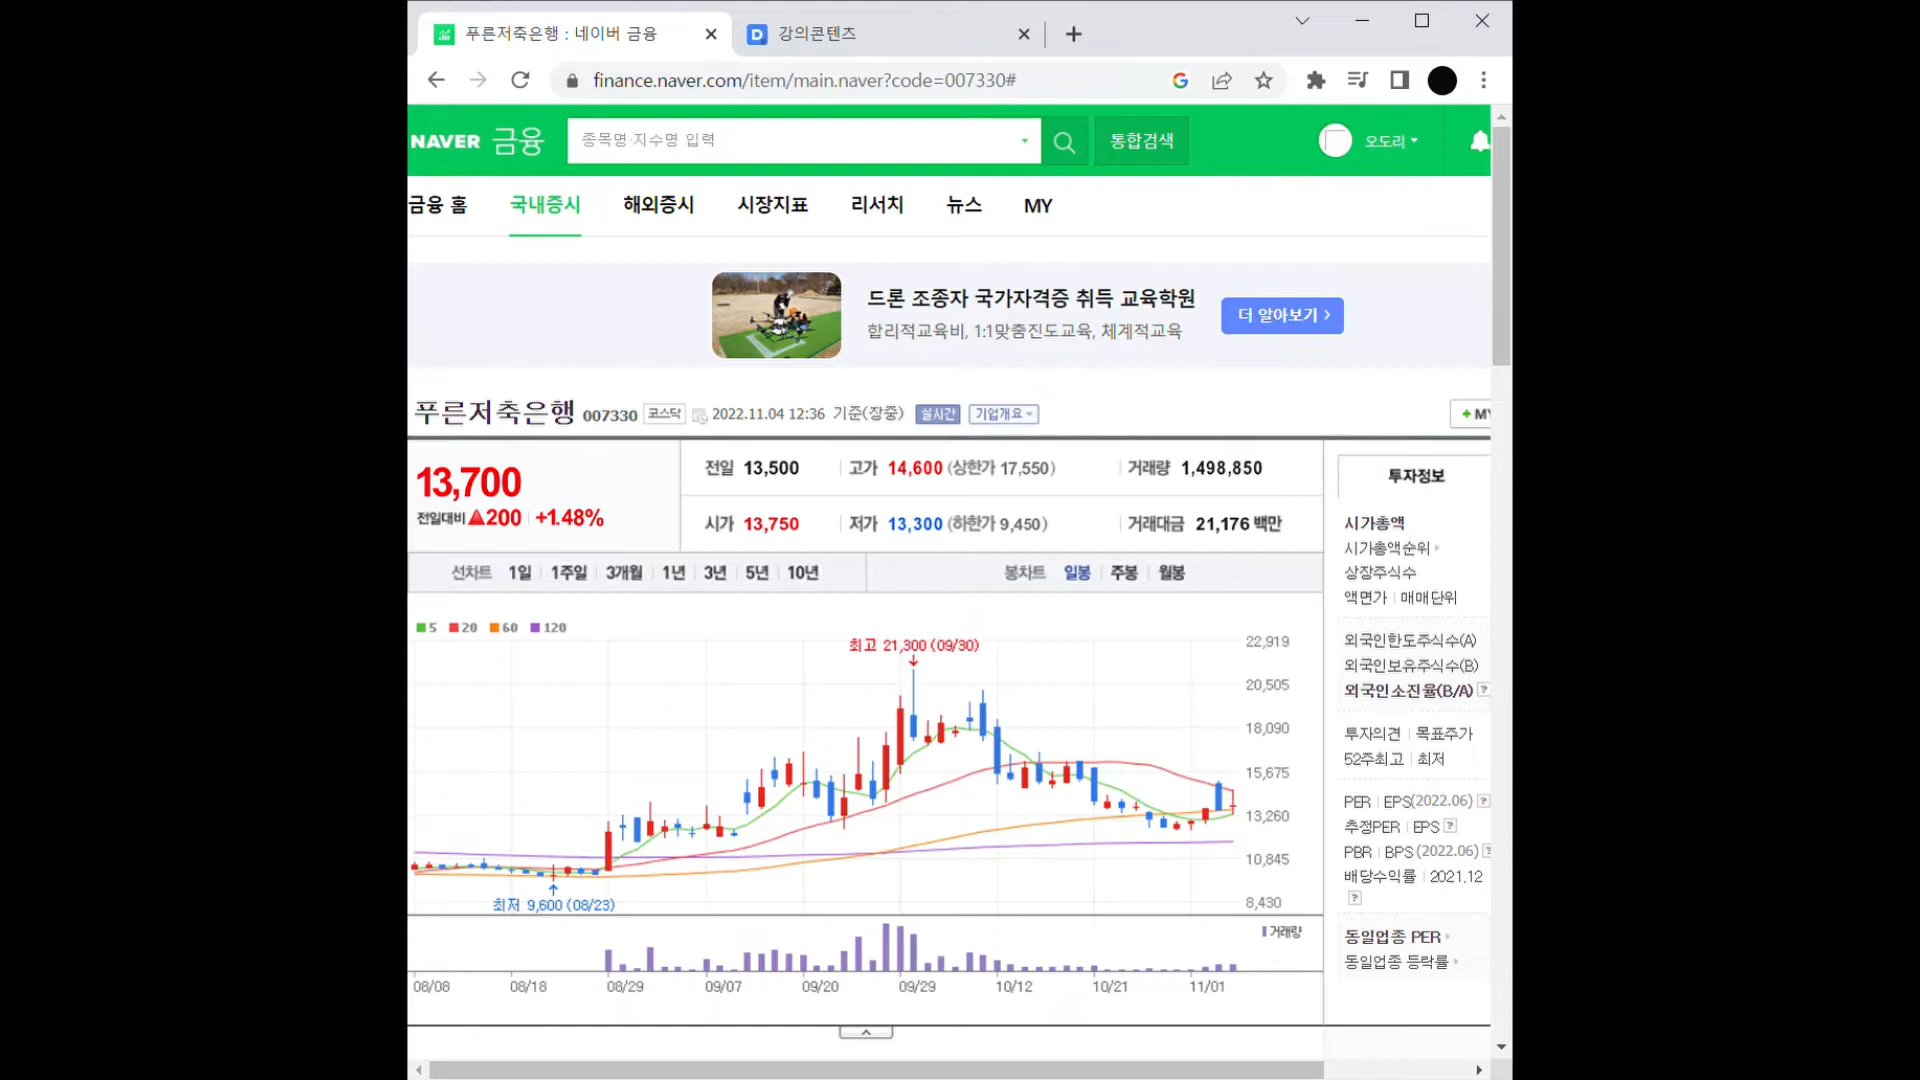 푸른저축은행 : 네이버 금융
강의콘텐츠
finance.naver.com/item/main.naver?code=007330#
NAVER 금융
종목명·지수명 입력
통합검색
오도리
금융 홈 국내증시 해외증시 시장지표 리서치 뉴스 MY
드론 조종자 국가자격증 취득 교육학원
합리적교육비, 1:1맞춤진도교육, 체계적교육
더 알아보기 >
푸른저축은행 007330 코스닥 2022.11.04 12:36 기준(장중) 실시간 기업개요
+ MY
13,700
전일대비 ▲200 +1.48%
전일 13,500 고가 14,600 (상한가 17,550) 거래량 1,498,850
시가 13,750 저가 13,300 (하한가 9,450) 거래대금 21,176 백만
선차트 1일 1주일 3개월 1년 3년 5년 10년
봉차트 일봉 주봉 월봉
5 20 60 120
최고 21,300 (09/30)
22,919
20,505
18,090
15,675
13,260
10,845
8,430
최저 9,600 (08/23)
거래량
08/08 08/18 08/29 09/07 09/20 09/29 10/12 10/21 11/01
투자정보
시가총액
시가총액순위
상장주식수
액면가 | 매매단위
외국인한도주식수(A)
외국인보유주식수(B)
외국인소진율(B/A) ?
투자의견 | 목표주가
52주최고 | 최저
PER | EPS(2022.06) ?
추정PER | EPS ?
PBR | BPS (2022.06) ?
배당수익률 | 2021.12
?
동일업종 PER
동일업종 등락률